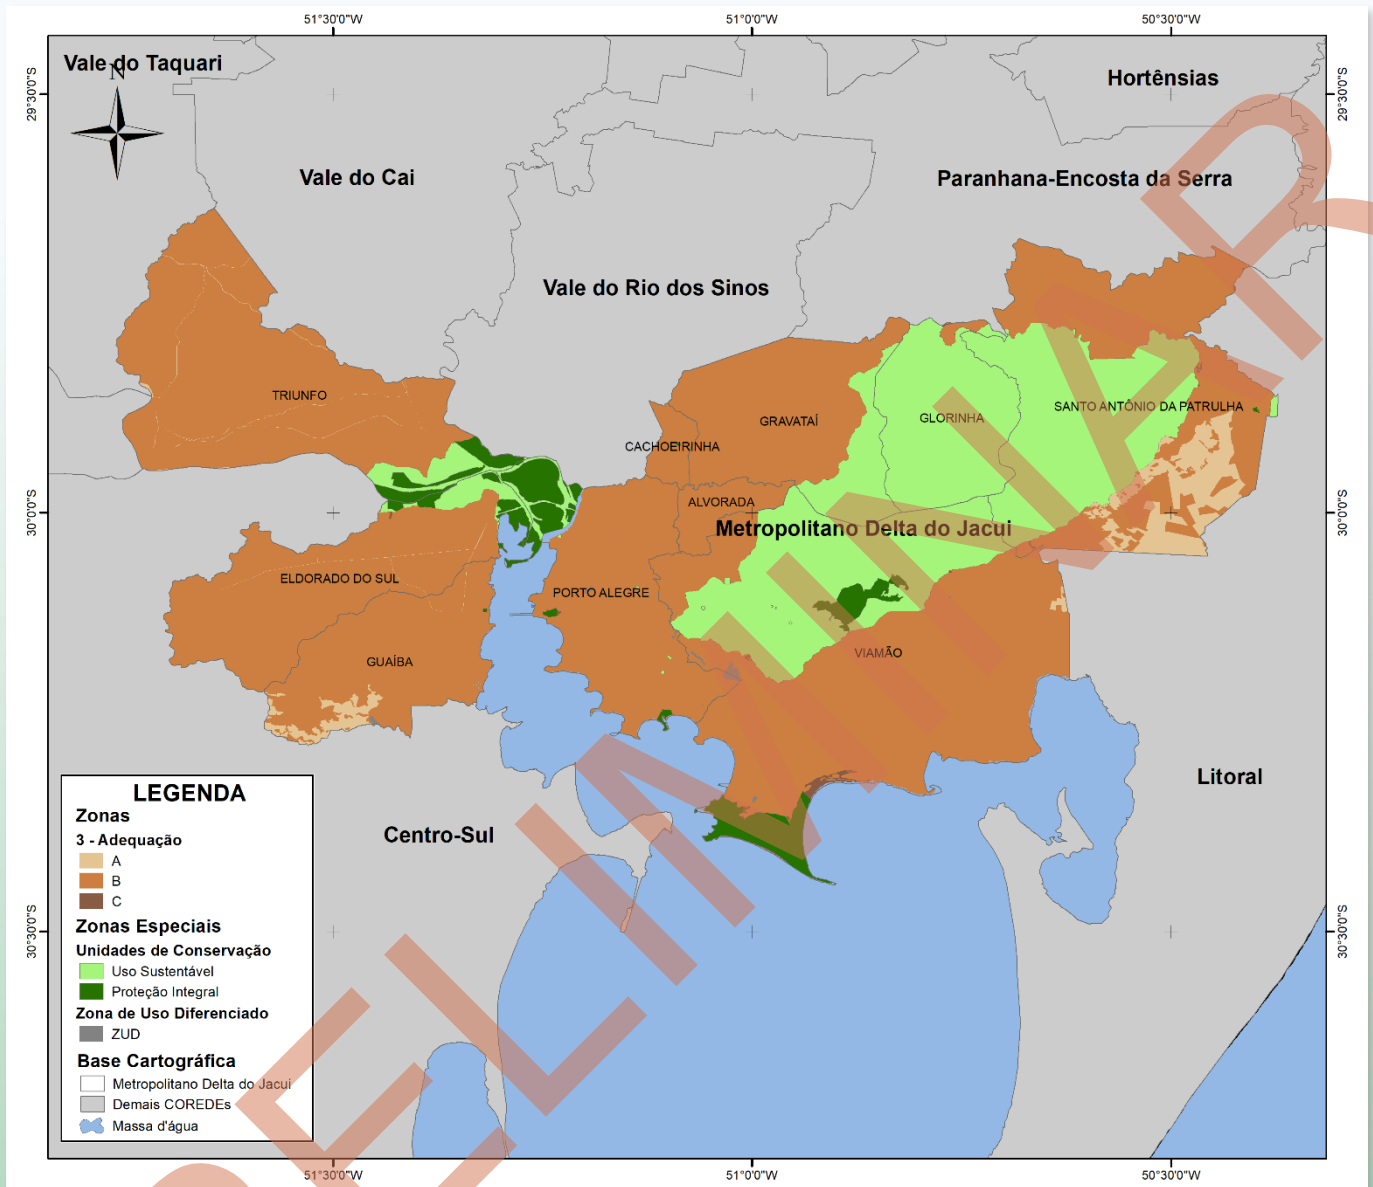 51°30'0"W
51°0'0"W
50°30'0"W
Vale do Taquari
N
Hortênsias
29°30'0"S
29°30'0"S
Vale do Cai
Paranhana-Encosta da Serra
Vale do Rio dos Sinos
TRIUNFO
GRAVATAÍ
GLORINHA
SANTO ANTÔNIO DA PATRULHA
CACHOEIRINHA
ALVORADA
Metropolitano Delta do Jacui
30°0'0"S
30°0'0"S
ELDORADO DO SUL
PORTO ALEGRE
GUAÍBA
VIAMÃO
Litoral
Centro-Sul
LEGENDA
Zonas
3 - Adequação
A
B
C
Zonas Especiais
Unidades de Conservação
Uso Sustentável
Proteção Integral
Zona de Uso Diferenciado
ZUD
Base Cartográfica
Metropolitano Delta do Jacui
Demais COREDEs
Massa d'água
30°30'0"S
30°30'0"S
51°30'0"W
51°0'0"W
50°30'0"W